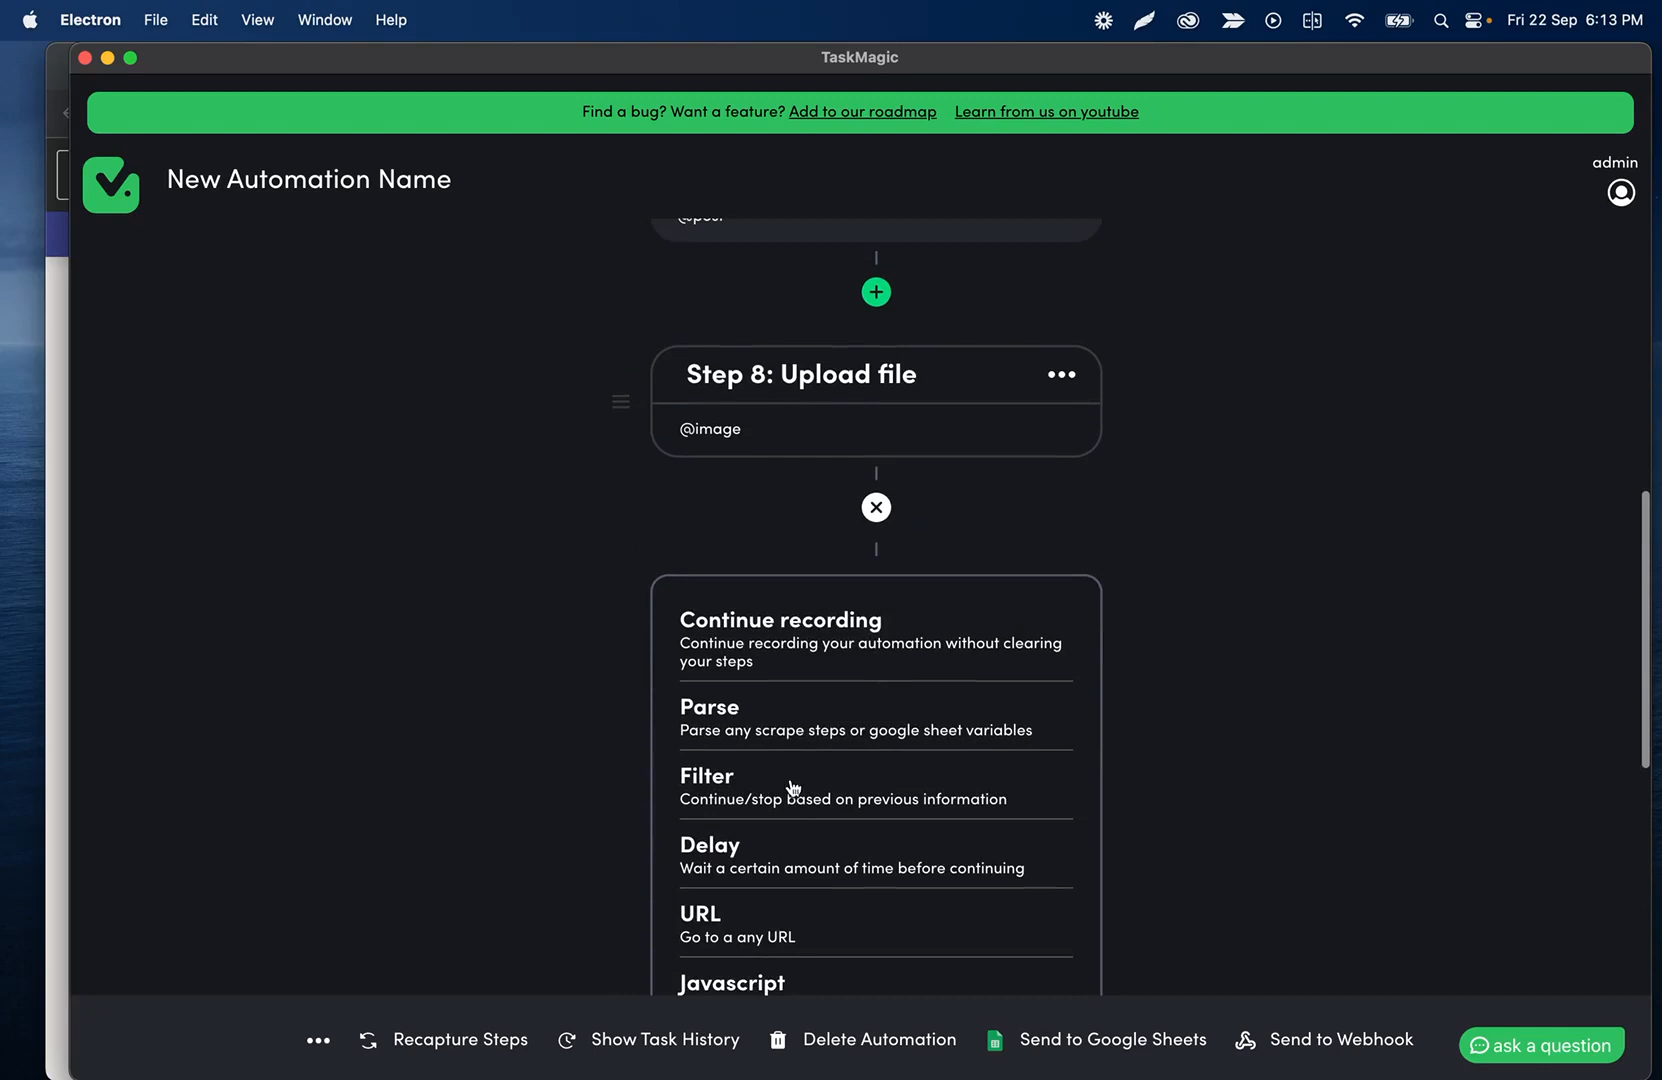 Electron File Edit View Window Help Fri 22 Sep 6:13 PM
TaskMagic
Find a bug? Want a feature? Add to our roadmap Learn from us on youtube
New Automation Name
admin
Step 8: Upload file
@image
Continue recording
Continue recording your automation without clearing
your steps
Parse
Parse any scrape steps or google sheet variables
Filter
Continue/stop based on previous information
Delay
Wait a certain amount of time before continuing
URL
Go to a any URL
Javascript
Recapture Steps Show Task History Delete Automation Send to Google Sheets Send to Webhook ask a question